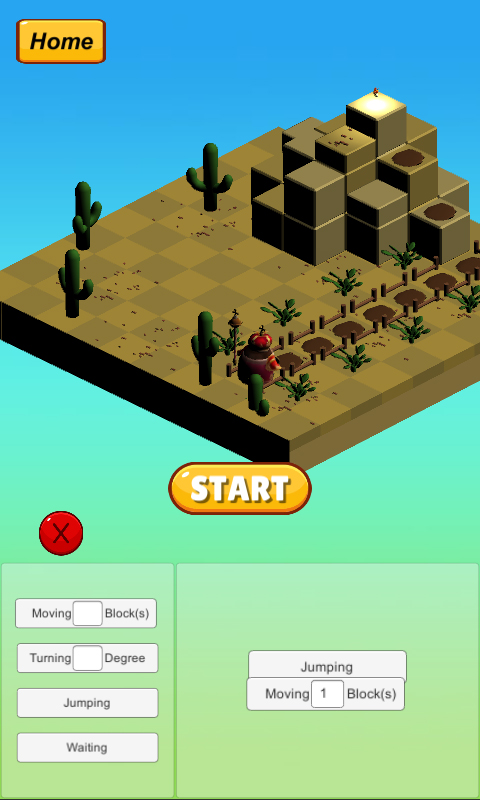 Home
START
X
Moving Block(s)
Turning Degree
Jumping
Waiting
Jumping
Moving 1 Block(s)